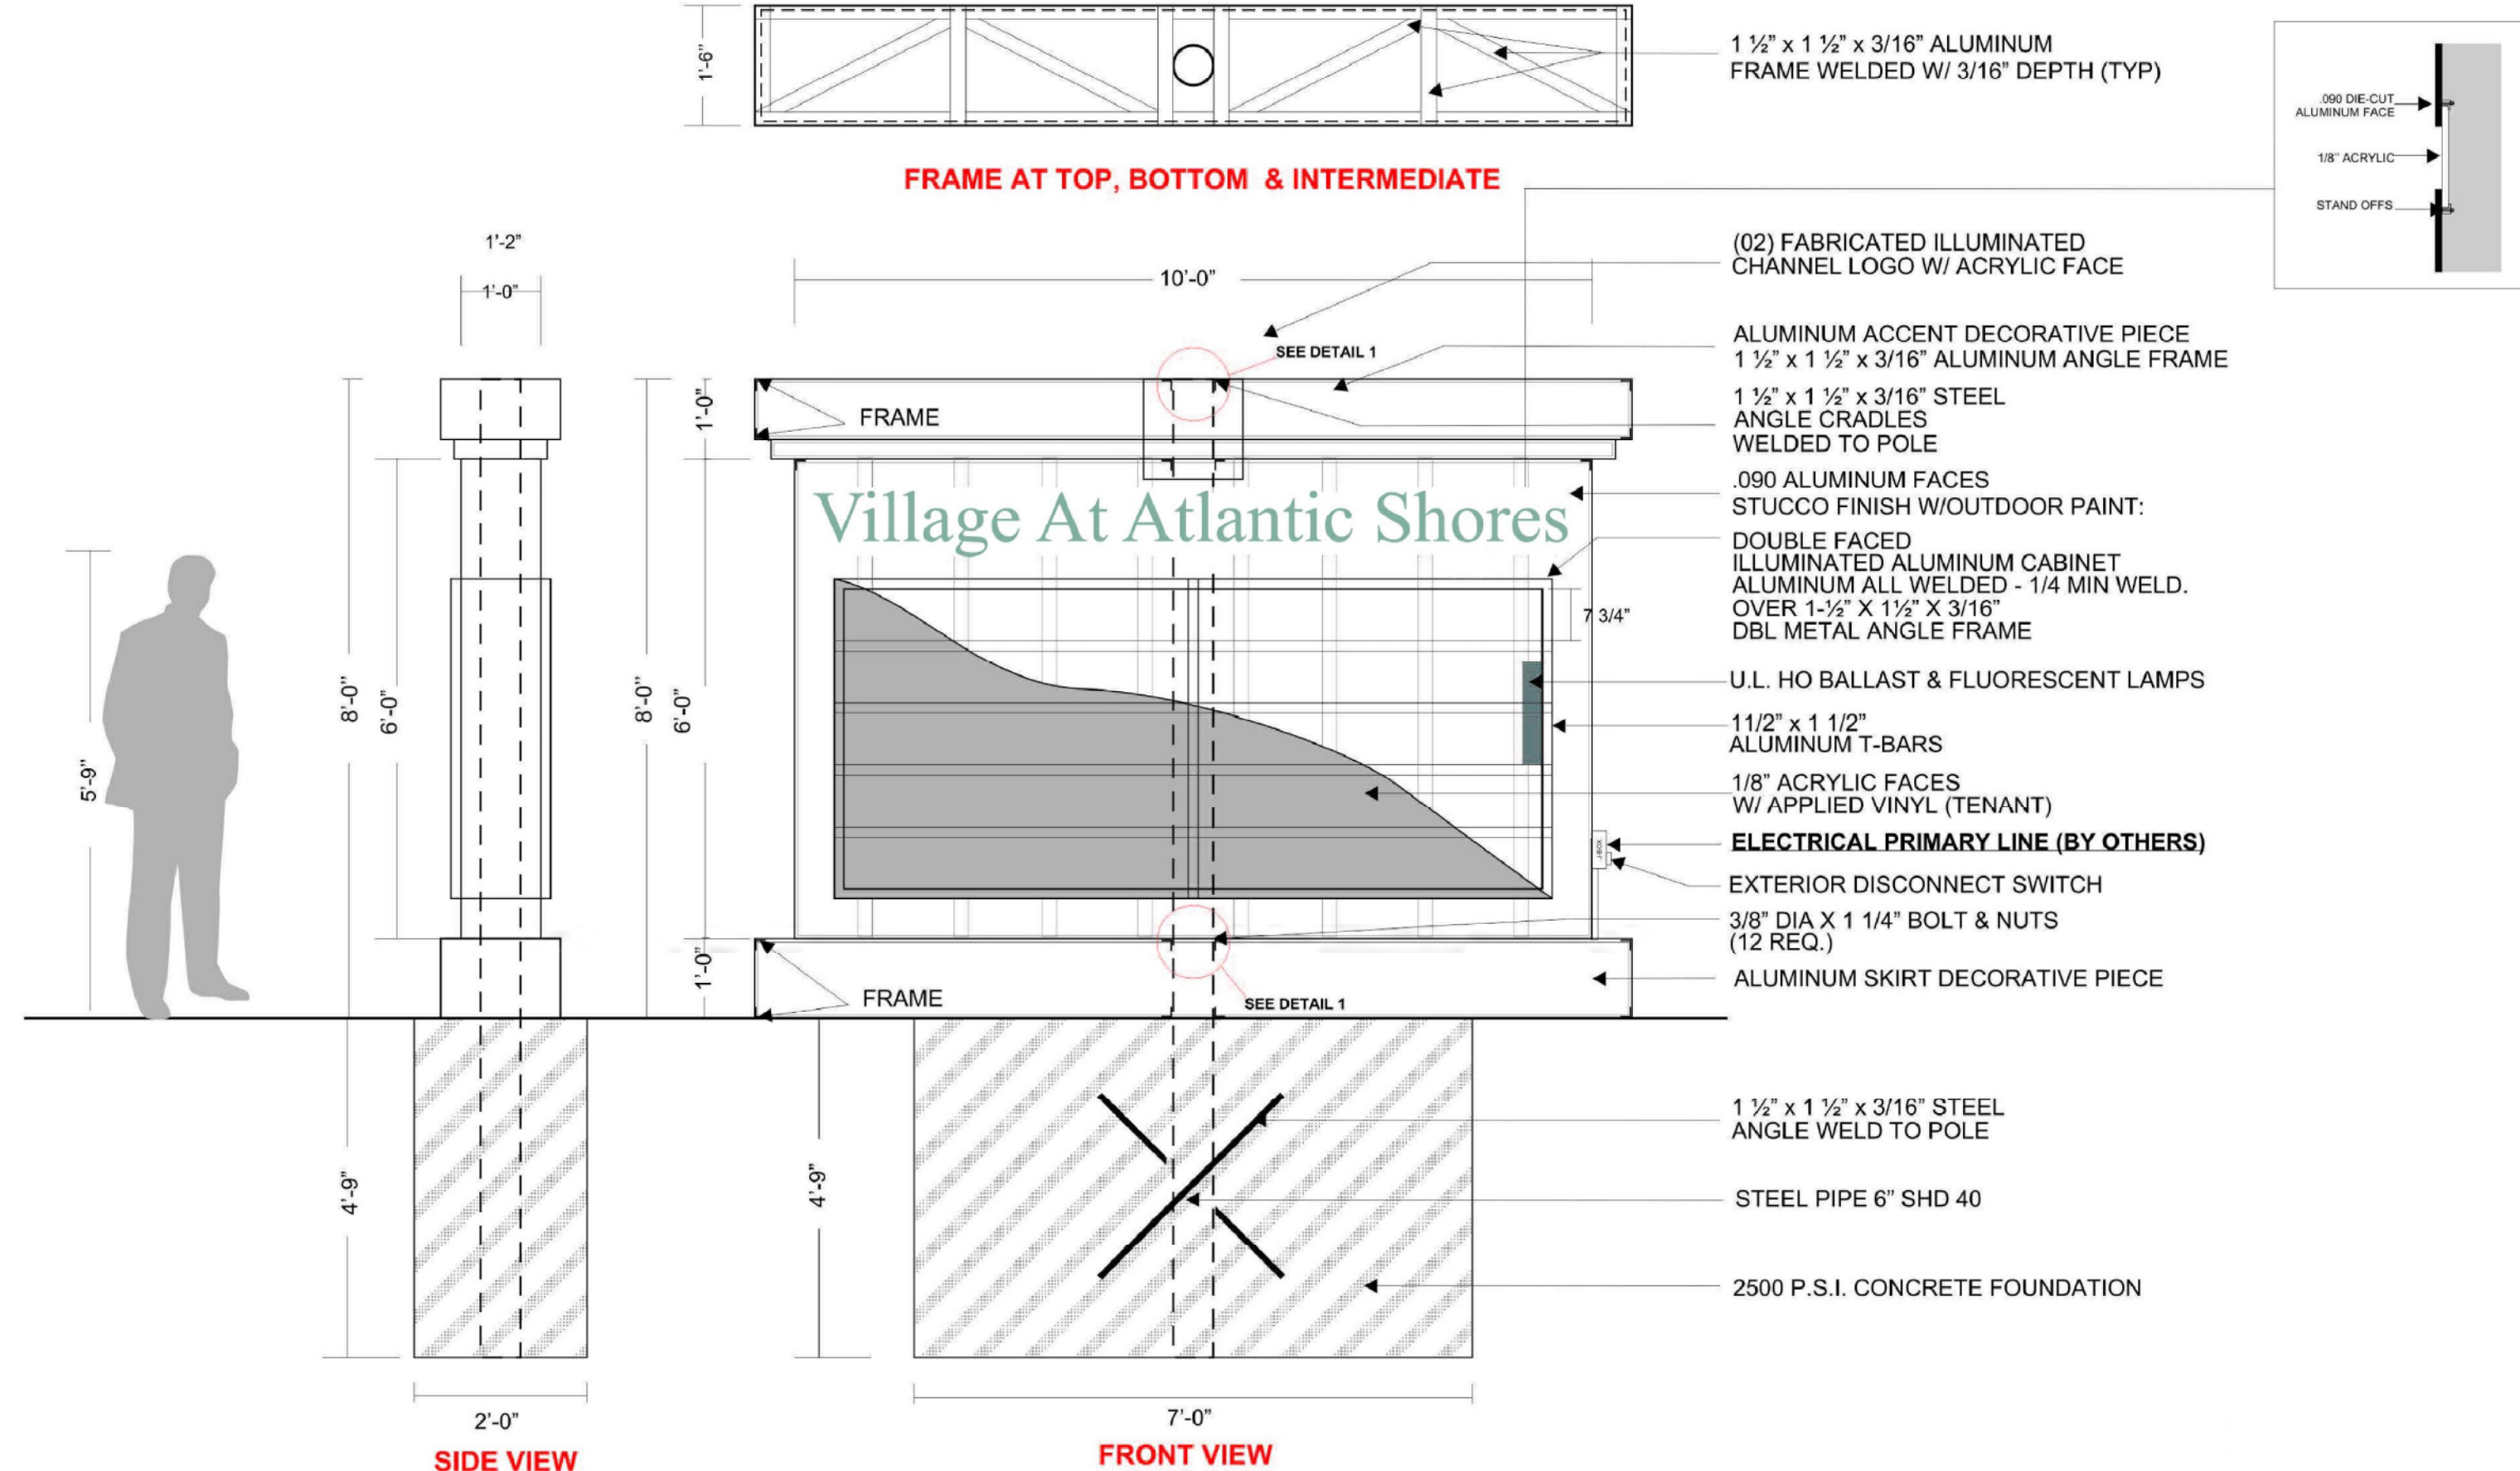 1'-6”
1 ½” x 1 ½” x 3/16” ALUMINUM
FRAME WELDED W/ 3/16” DEPTH (TYP)
.090 DIE-CUT
ALUMINUM FACE
1/8” ACRYLIC
STAND OFFS
FRAME AT TOP, BOTTOM & INTERMEDIATE
1'-2”
1'-0”
10'-0”
(02) FABRICATED ILLUMINATED
CHANNEL LOGO W/ ACRYLIC FACE
SEE DETAIL 1
ALUMINUM ACCENT DECORATIVE PIECE
1 ½” x 1 ½” x 3/16” ALUMINUM ANGLE FRAME
1'-0”
FRAME
1 ½” x 1 ½” x 3/16” STEEL
ANGLE CRADLES
WELDED TO POLE
Village At Atlantic Shores
.090 ALUMINUM FACES
STUCCO FINISH W/OUTDOOR PAINT:
DOUBLE FACED
ILLUMINATED ALUMINUM CABINET
ALUMINUM ALL WELDED - 1/4 MIN WELD.
OVER 1-½” X 1½” X 3/16”
DBL METAL ANGLE FRAME
7 3/4”
5'-9”
8'-0”
6'-0”
8'-0”
6'-0”
U.L. HO BALLAST & FLUORESCENT LAMPS
11/2” x 1 1/2”
ALUMINUM T-BARS
1/8” ACRYLIC FACES
W/ APPLIED VINYL (TENANT)
J-BOX
ELECTRICAL PRIMARY LINE (BY OTHERS)
EXTERIOR DISCONNECT SWITCH
3/8” DIA X 1 1/4” BOLT & NUTS
(12 REQ.)
1'-0”
FRAME
SEE DETAIL 1
ALUMINUM SKIRT DECORATIVE PIECE
4'-9”
4'-9”
1 ½” x 1 ½” x 3/16” STEEL
ANGLE WELD TO POLE
STEEL PIPE 6” SHD 40
2500 P.S.I. CONCRETE FOUNDATION
2'-0”
7'-0”
SIDE VIEW
FRONT VIEW